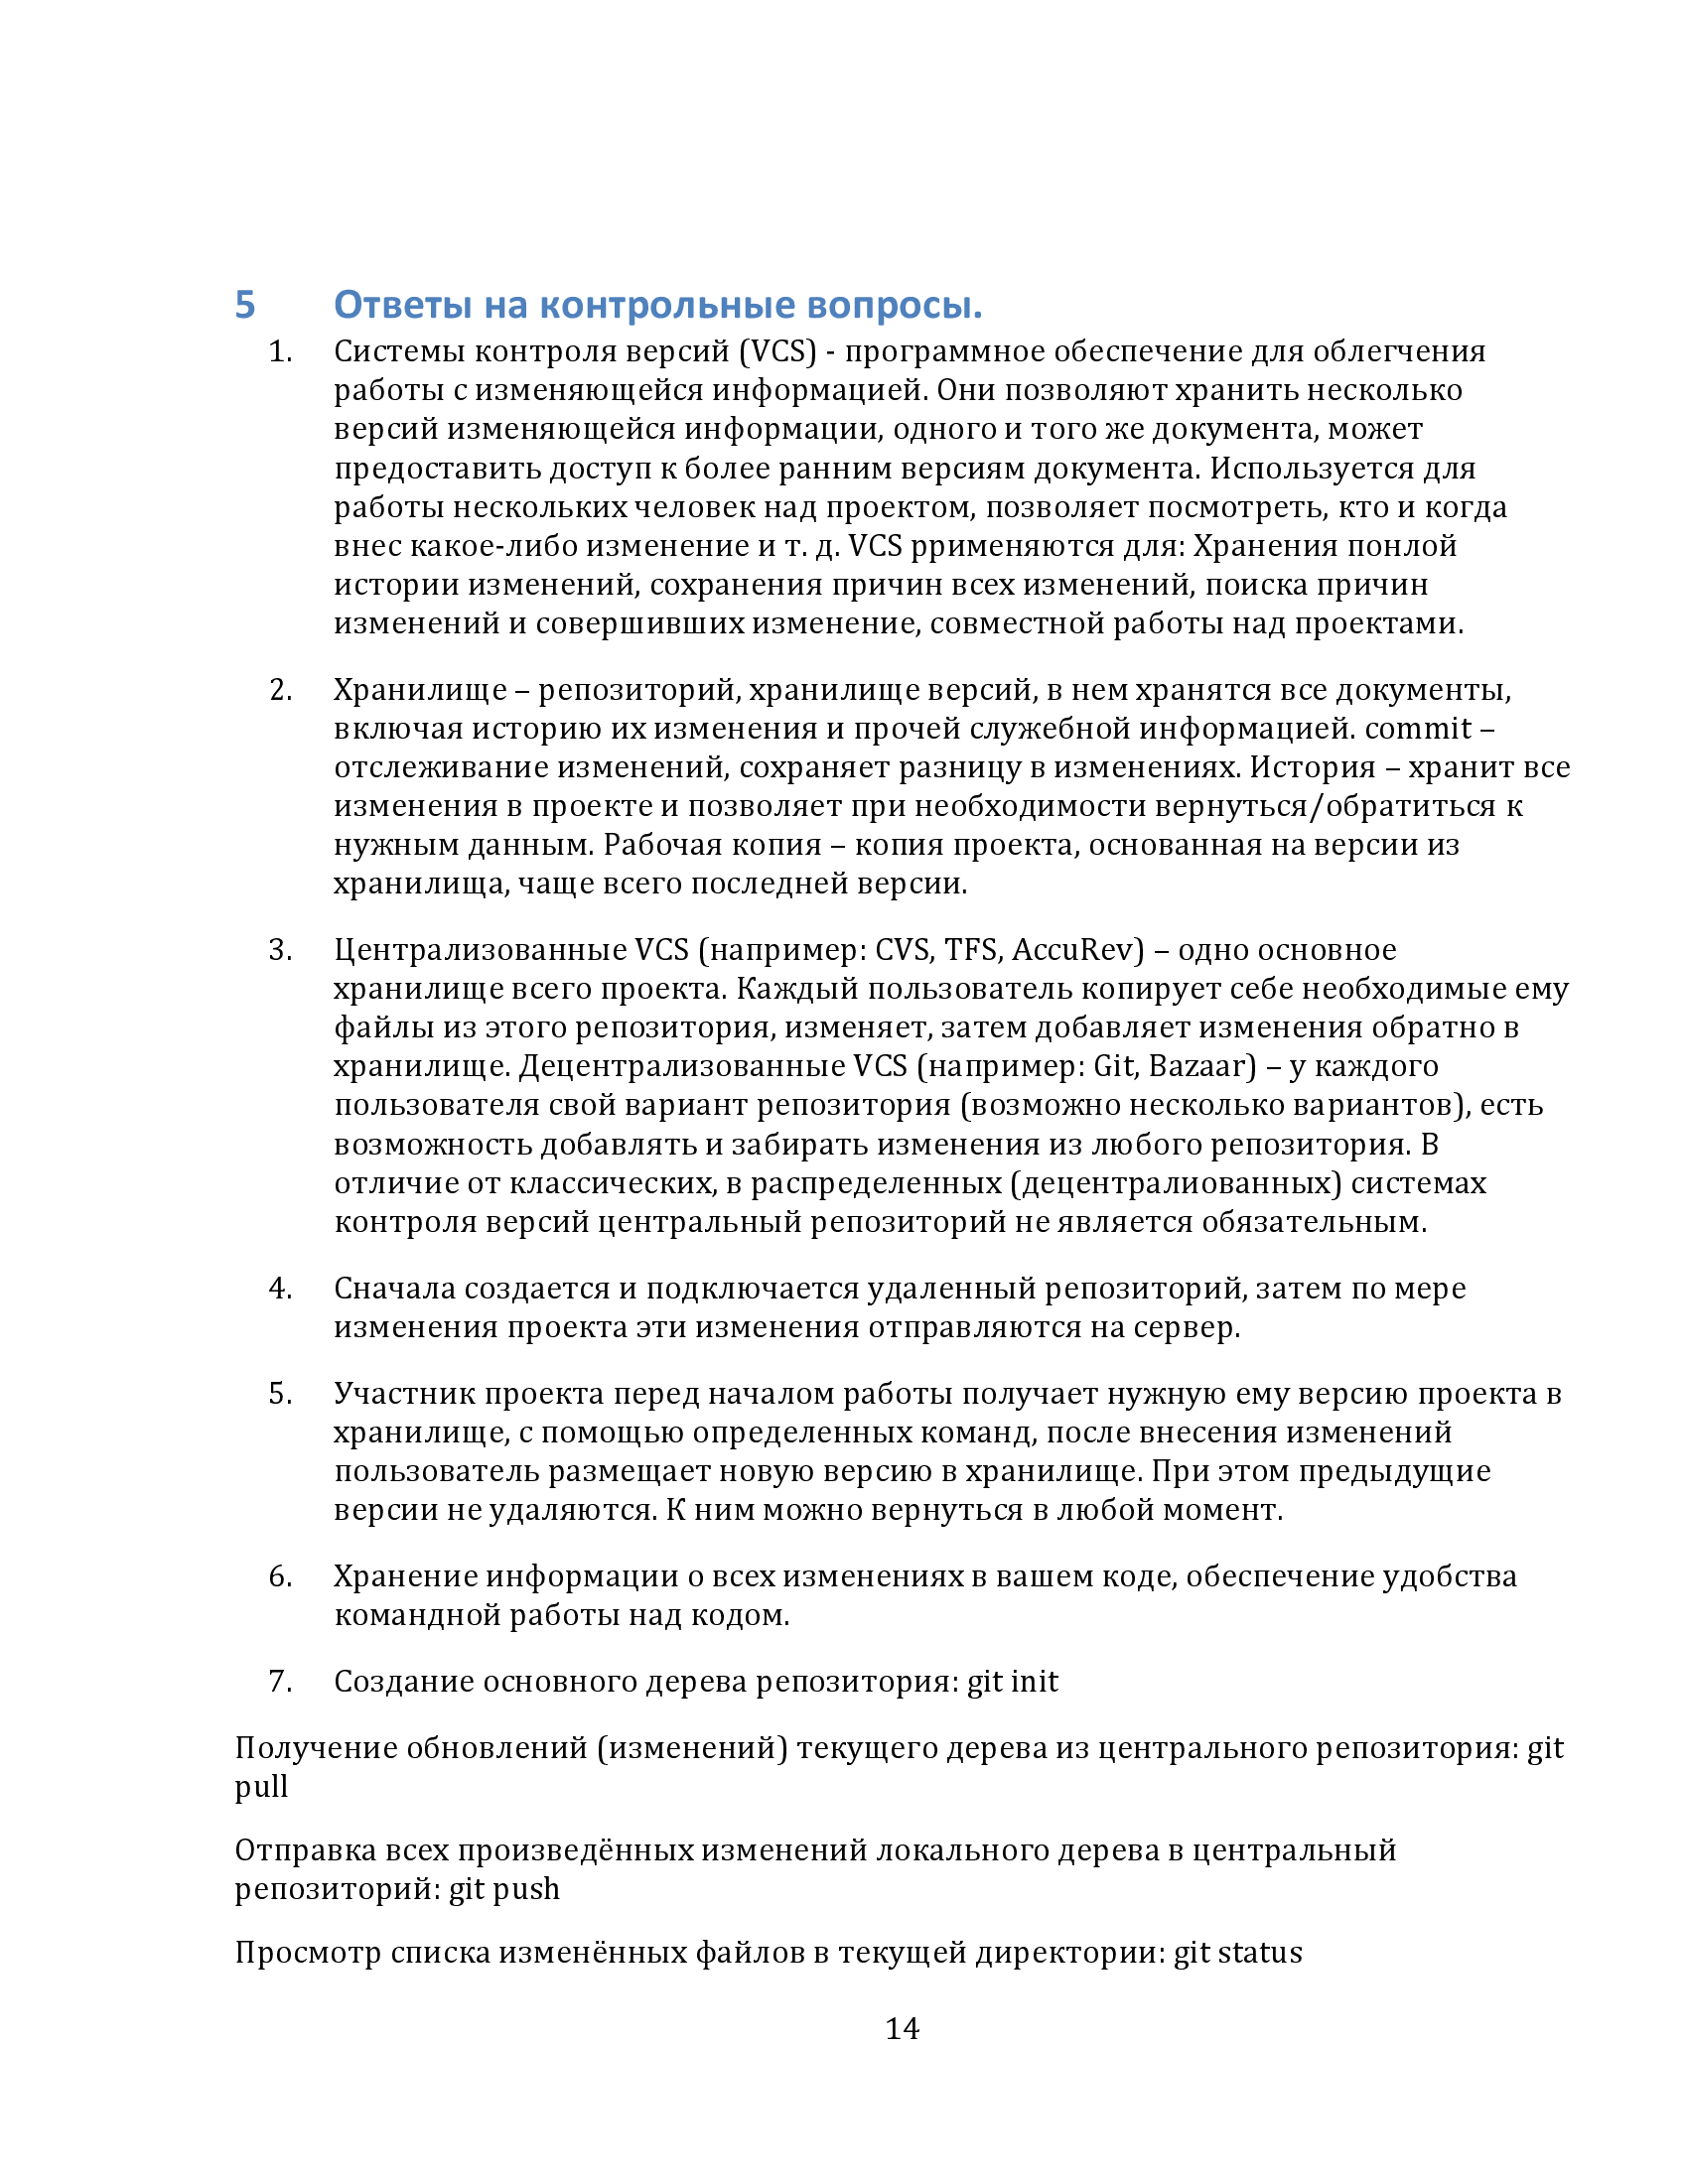 5 Ответы на контрольные вопросы.
1. Системы контроля версий (VCS) - программное обеспечение для облегчения
работы с изменяющейся информацией. Они позволяют хранить несколько
версий изменяющейся информации, одного и того же документа, может
предоставить доступ к более ранним версиям документа. Используется для
работы нескольких человек над проектом, позволяет посмотреть, кто и когда
внес какое-либо изменение и т. д. VCS ррименяются для: Хранения понлой
истории изменений, сохранения причин всех изменений, поиска причин
изменений и совершивших изменение, совместной работы над проектами.
2. Хранилище – репозиторий, хранилище версий, в нем хранятся все документы,
включая историю их изменения и прочей служебной информацией. commit –
отслеживание изменений, сохраняет разницу в изменениях. История – хранит все
изменения в проекте и позволяет при необходимости вернуться/обратиться к
нужным данным. Рабочая копия – копия проекта, основанная на версии из
хранилища, чаще всего последней версии.
3. Централизованные VCS (например: CVS, TFS, AccuRev) – одно основное
хранилище всего проекта. Каждый пользователь копирует себе необходимые ему
файлы из этого репозитория, изменяет, затем добавляет изменения обратно в
хранилище. Децентрализованные VCS (например: Git, Bazaar) – у каждого
пользователя свой вариант репозитория (возможно несколько вариантов), есть
возможность добавлять и забирать изменения из любого репозитория. В
отличие от классических, в распределенных (децентралиованных) системах
контроля версий центральный репозиторий не является обязательным.
4. Сначала создается и подключается удаленный репозиторий, затем по мере
изменения проекта эти изменения отправляются на сервер.
5. Участник проекта перед началом работы получает нужную ему версию проекта в
хранилище, с помощью определенных команд, после внесения изменений
пользователь размещает новую версию в хранилище. При этом предыдущие
версии не удаляются. К ним можно вернуться в любой момент.
6. Хранение информации о всех изменениях в вашем коде, обеспечение удобства
командной работы над кодом.
7. Создание основного дерева репозитория: git init
Получение обновлений (изменений) текущего дерева из центрального репозитория: git
pull
Отправка всех произведённых изменений локального дерева в центральный
репозиторий: git push
Просмотр списка изменённых файлов в текущей директории: git status
14